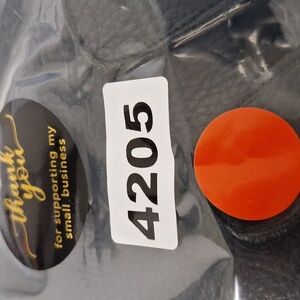 thank
you
for supporting my
small business
4205